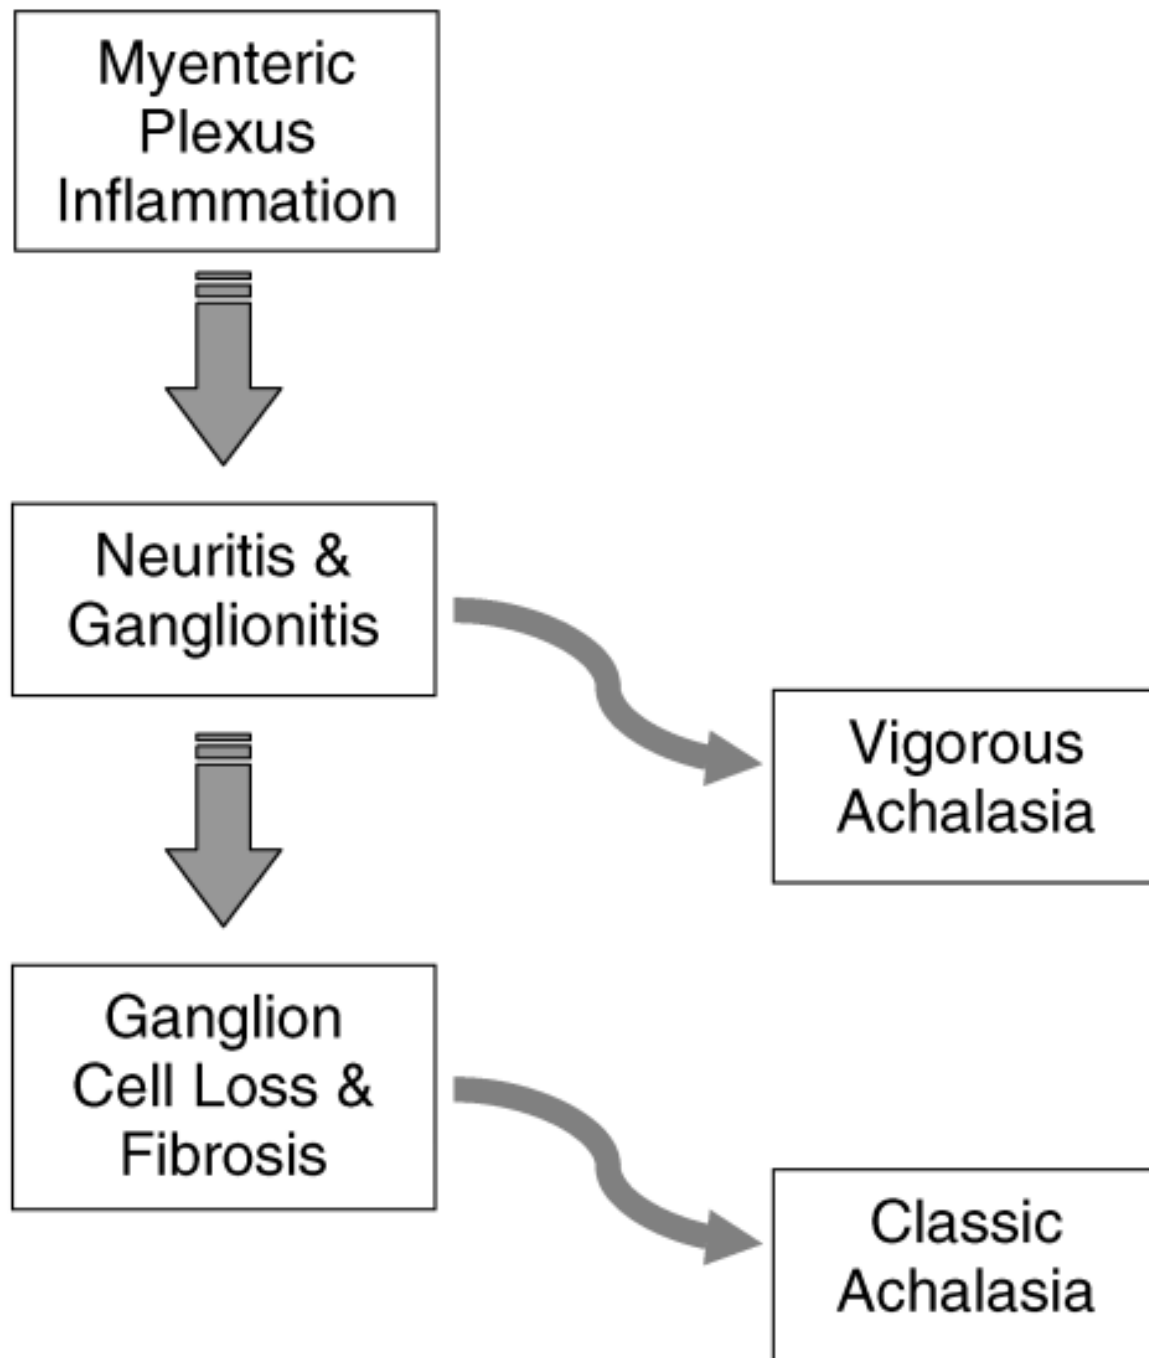 Myenteric
Plexus
Inflammation
Neuritis &
Ganglionitis
Vigorous
Achalasia
Ganglion
Cell Loss &
Fibrosis
Classic
Achalasia